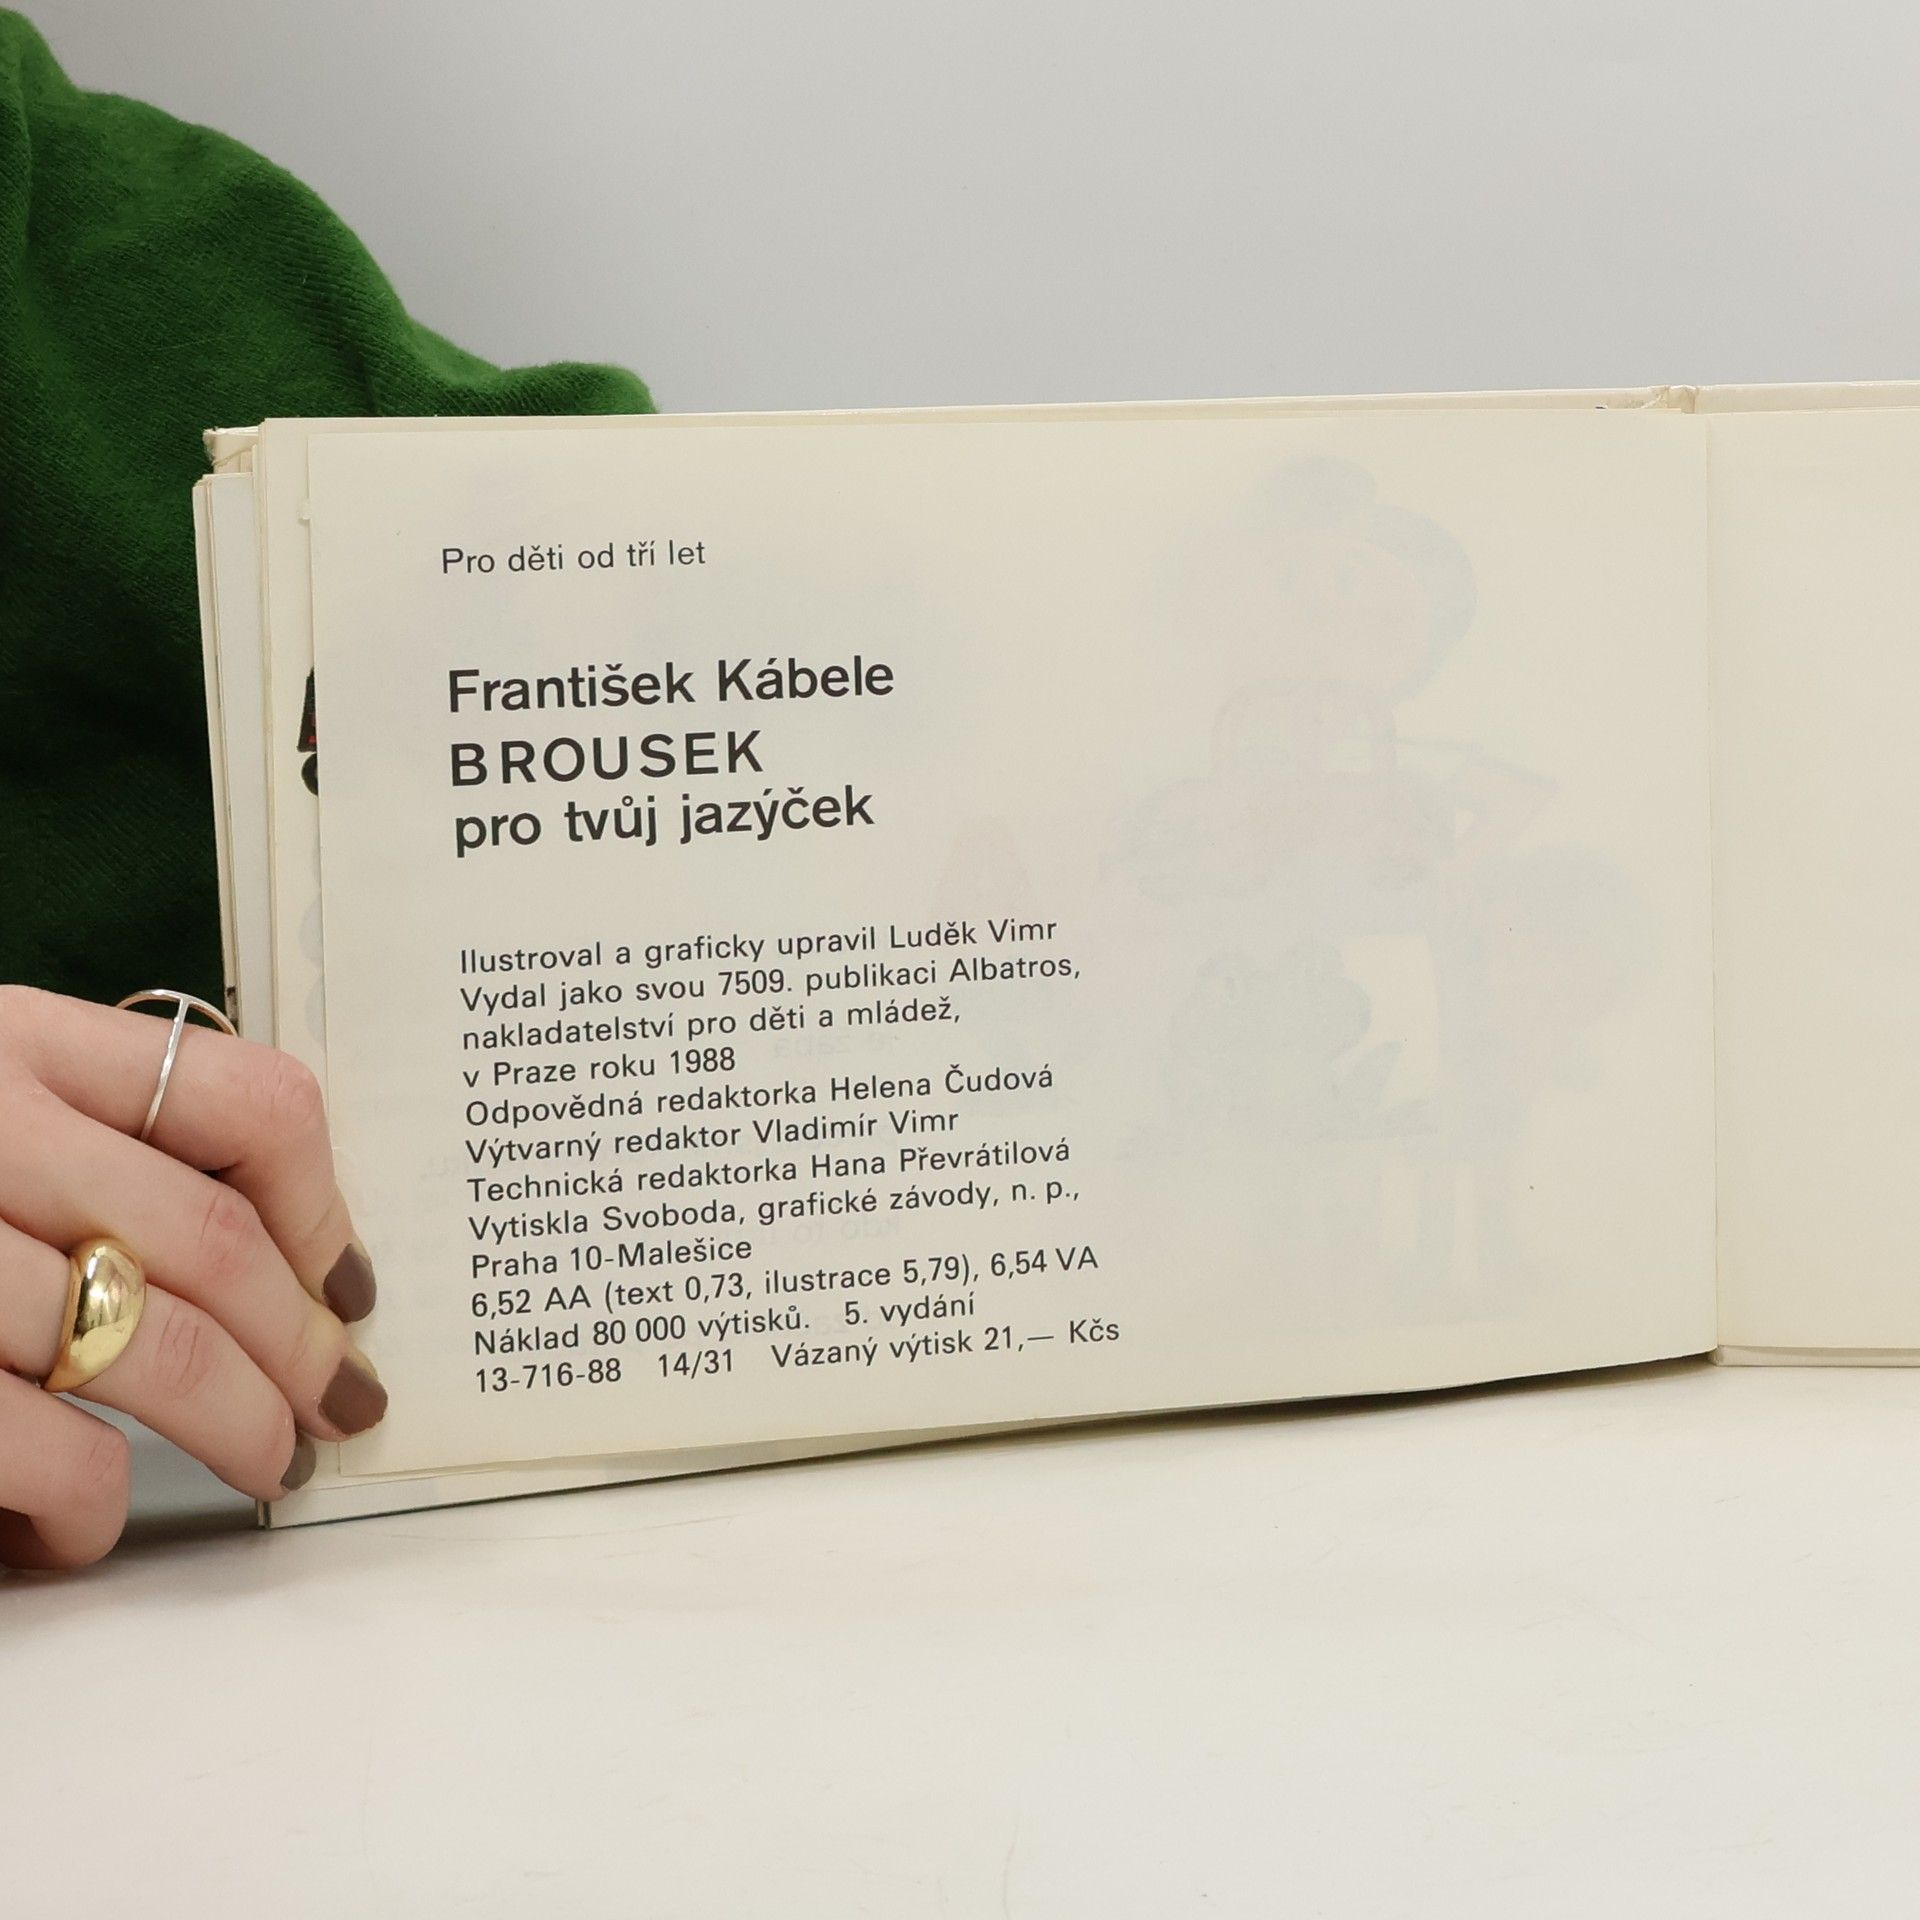 Pro děti od tří let
František Kábele
BROUSEK
pro tvůj jazýček
Ilustroval a graficky upravil Luděk Vimr
Vydal jako svou 7509. publikaci Albatros,
nakladatelství pro děti a mládež,
v Praze roku 1988
Odpovědná redaktorka Helena Čudová
Výtvarný redaktor Vladimír Vimr
Technická redaktorka Hana Převrátilová
Vytiskla Svoboda, grafické závody, n. p.,
Praha 10-Malešice
6,52 AA (text 0,73, ilustrace 5,79), 6,54 VA
Náklad 80 000 výtisků. 5. vydání
13-716-88 14/31 Vázaný výtisk 21,— Kčs